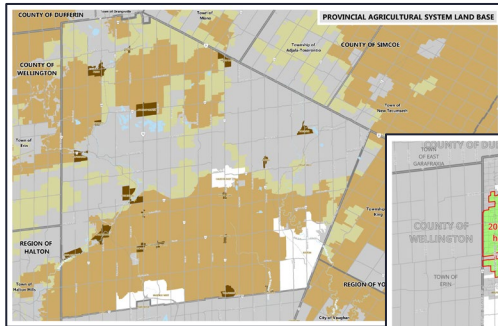 COUNTY OF DUFFERIN
PROVINCIAL AGRICULTURAL SYSTEM LAND BASE
Township of
Adjala-Tosorontio
COUNTY OF SIMCOE
COUNTY OF
WELLINGTON
Town of
New Tecumseth
Town of
Erin
COUNTY OF DUF
TOWN
OF EAST
GARAFRAXA
Township
King
COUNTY OF
WELLINGTON
20
h
REGION OF
HALTON
TOWN OF
ERIN
REGION OF YO
Town of
Halton Hills
City of Vaughan